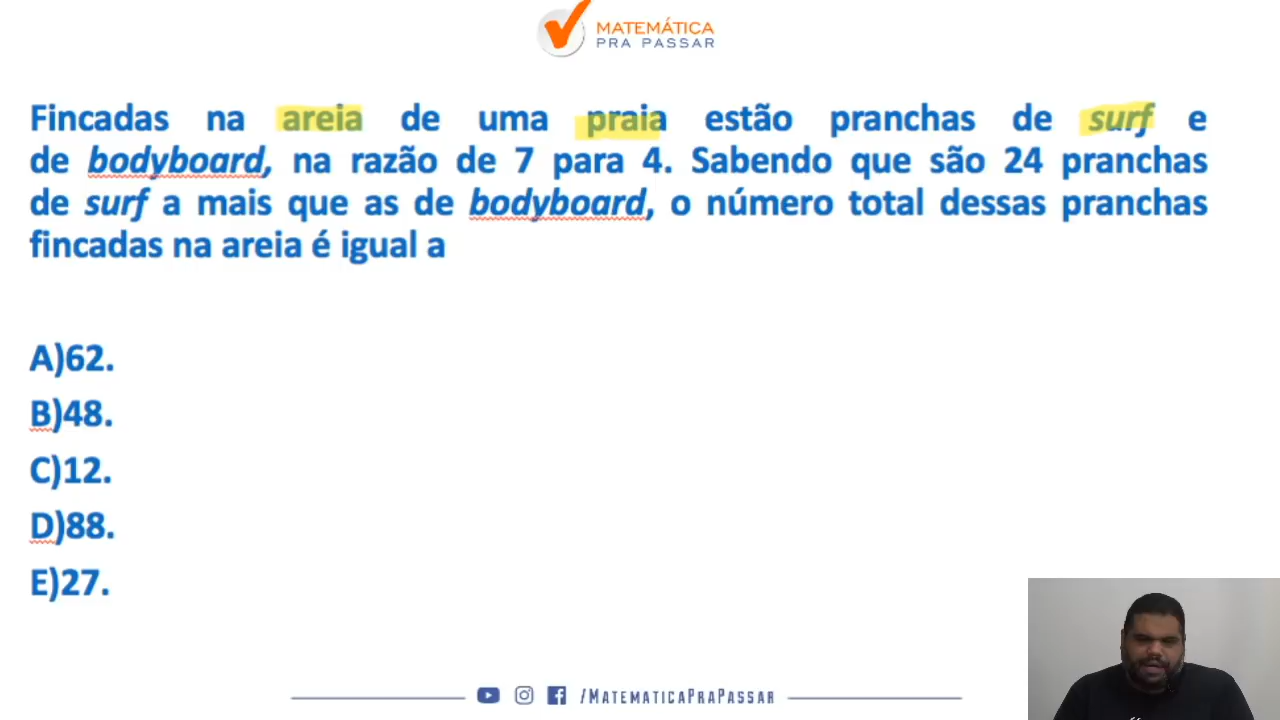 MATEMÁTICA
PRA PASSAR
Fincadas na areia de uma praia estão pranchas de surf e
de bodyboard, na razão de 7 para 4. Sabendo que são 24 pranchas
de surf a mais que as de bodyboard, o número total dessas pranchas
fincadas na areia é igual a
A)62.
B)48.
C)12.
D)88.
E)27.
/MATEMATICAPRAPASSAR